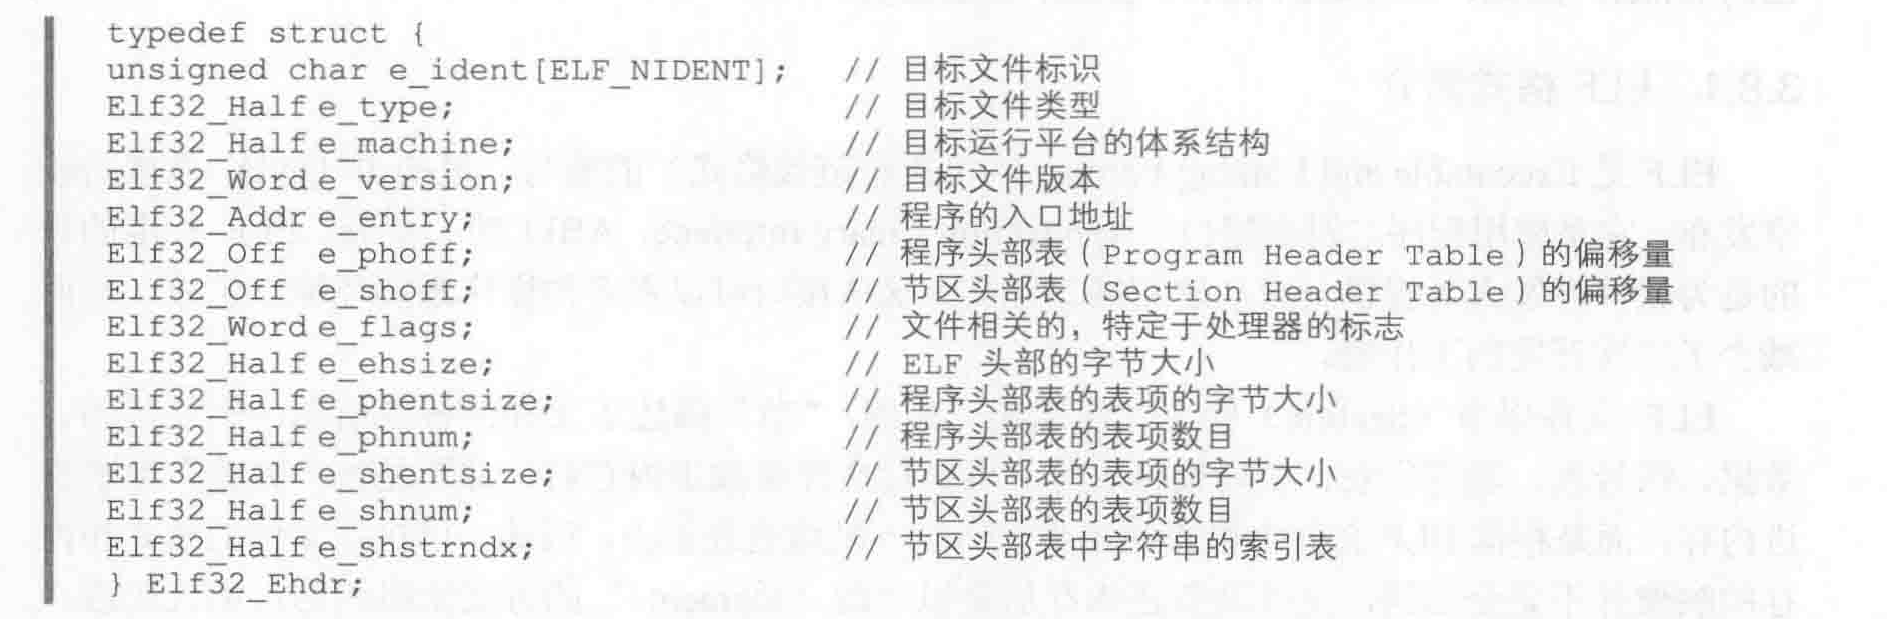 typedef struct {
unsigned char e_ident[ELF_NIDENT]; // 目标文件标识
Elf32_Half e_type; // 目标文件类型
Elf32_Half e_machine; // 目标运行平台的体系结构
Elf32_Word e_version; // 目标文件版本
Elf32_Addr e_entry; // 程序的入口地址
Elf32_Off e_phoff; // 程序头部表(Program Header Table)的偏移量
Elf32_Off e_shoff; // 节区头部表(Section Header Table)的偏移量
Elf32_Word e_flags; // 文件相关的，特定于处理器的标志
Elf32_Half e_ehsize; // ELF 头部的字节大小
Elf32_Half e_phentsize; // 程序头部表的表项的字节大小
Elf32_Half e_phnum; // 程序头部表的表项数目
Elf32_Half e_shentsize; // 节区头部表的表项的字节大小
Elf32_Half e_shnum; // 节区头部表的表项数目
Elf32_Half e_shstrndx; // 节区头部表中字符串的索引表
} Elf32_Ehdr;